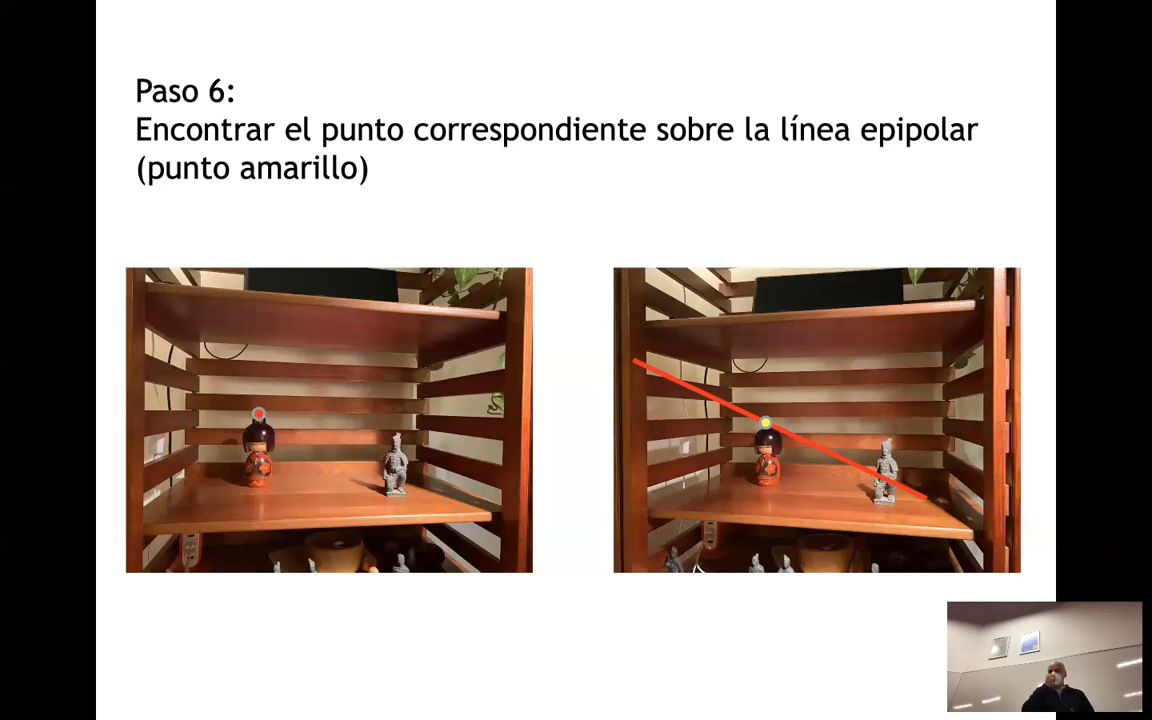 Paso 6:
Encontrar el punto correspondiente sobre la línea epipolar
(punto amarillo)